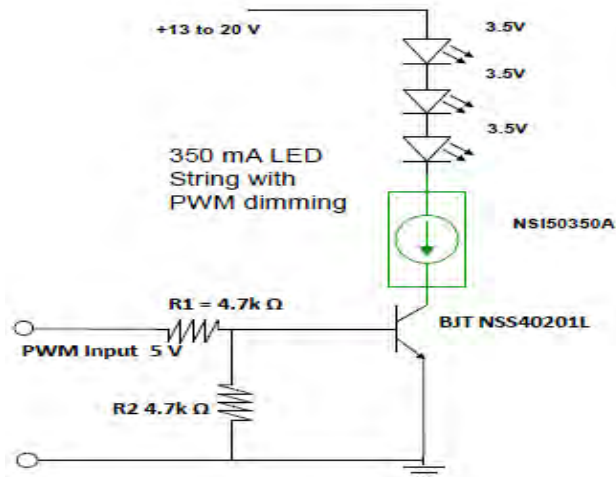 +13 to 20 V
3.5V
3.5V
3.5V
350 mA LED
String with
PWM dimming
NSI50350A
R1 = 4.7k Ω
BJT NSS40201L
PWM Input 5 V
R2 4.7k Ω